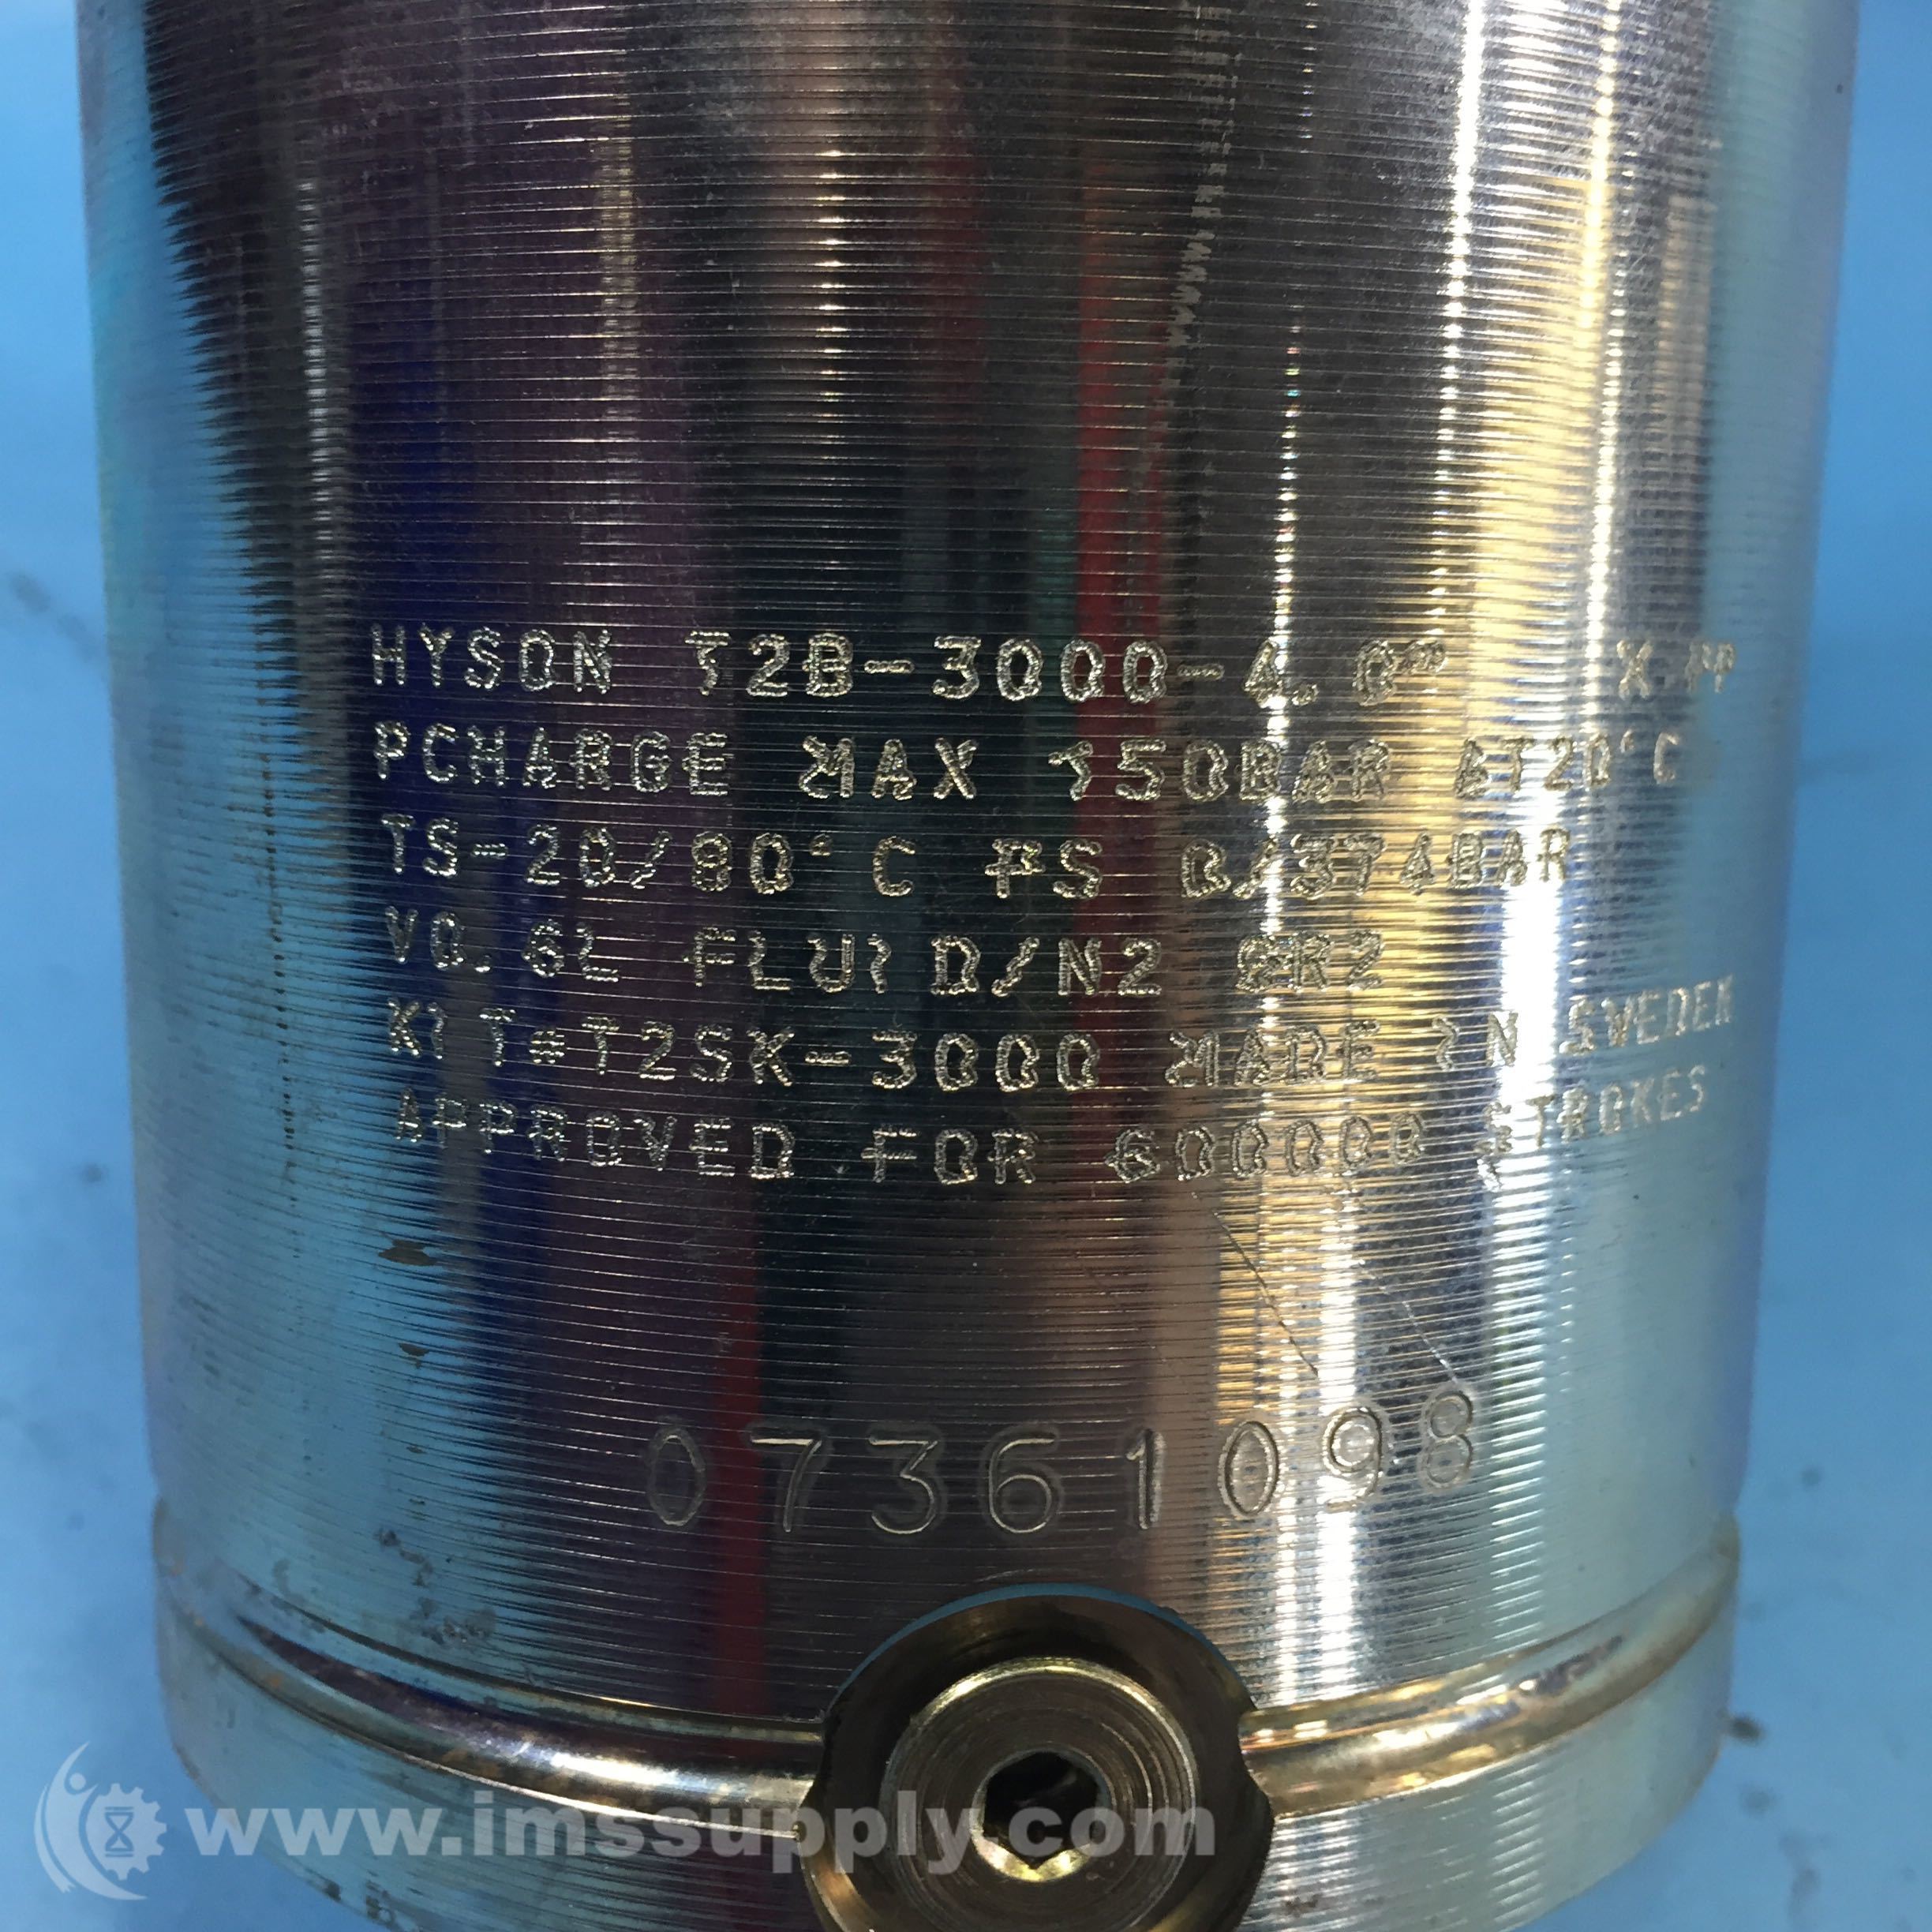 HYSON T2B-3000-4.0" X-PP
PCHARGE MAX 150BAR AT20°C
TS-20/80°C PS 0/374BAR
V0.6L FLUID/N2 GR2
KIT#T2SK-3000 MADE IN SWEDEN
APPROVED FOR 600000 STROKES
07361098
www.imssupply.com